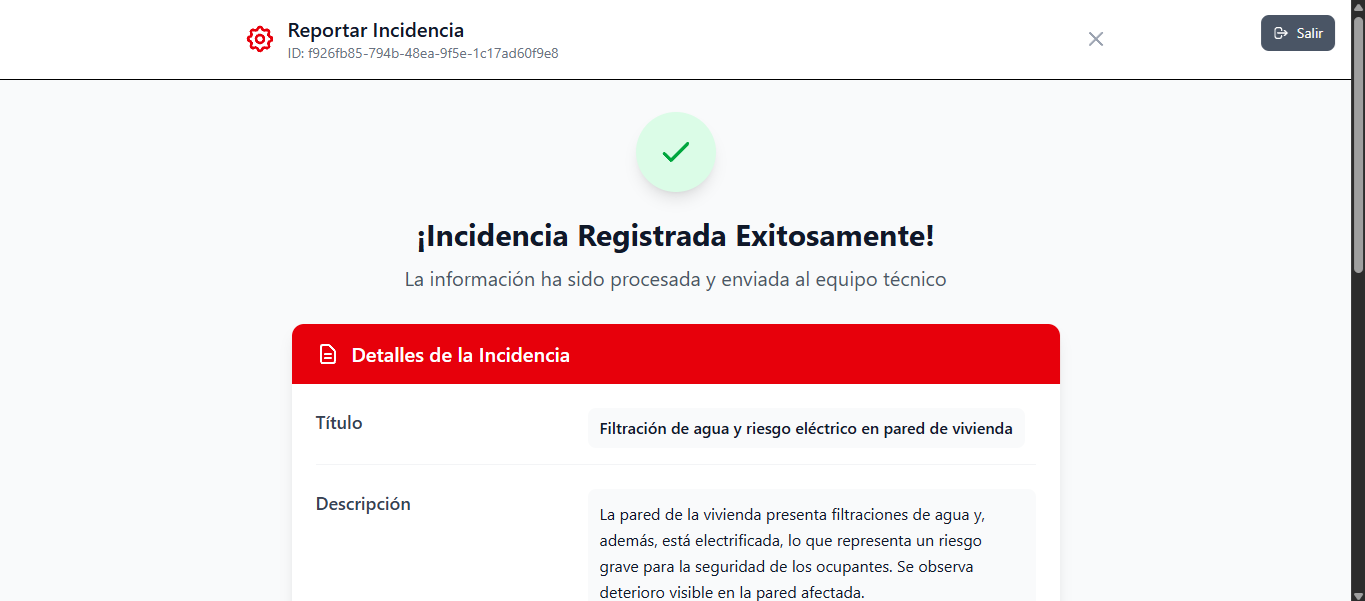 Reportar Incidencia
ID: f926fb85-794b-48ea-9f5e-1c17ad60f9e8
Salir
¡Incidencia Registrada Exitosamente!
La información ha sido procesada y enviada al equipo técnico
Detalles de la Incidencia
Título
Filtración de agua y riesgo eléctrico en pared de vivienda
Descripción
La pared de la vivienda presenta filtraciones de agua y,
además, está electrificada, lo que representa un riesgo
grave para la seguridad de los ocupantes. Se observa
deterioro visible en la pared afectada.